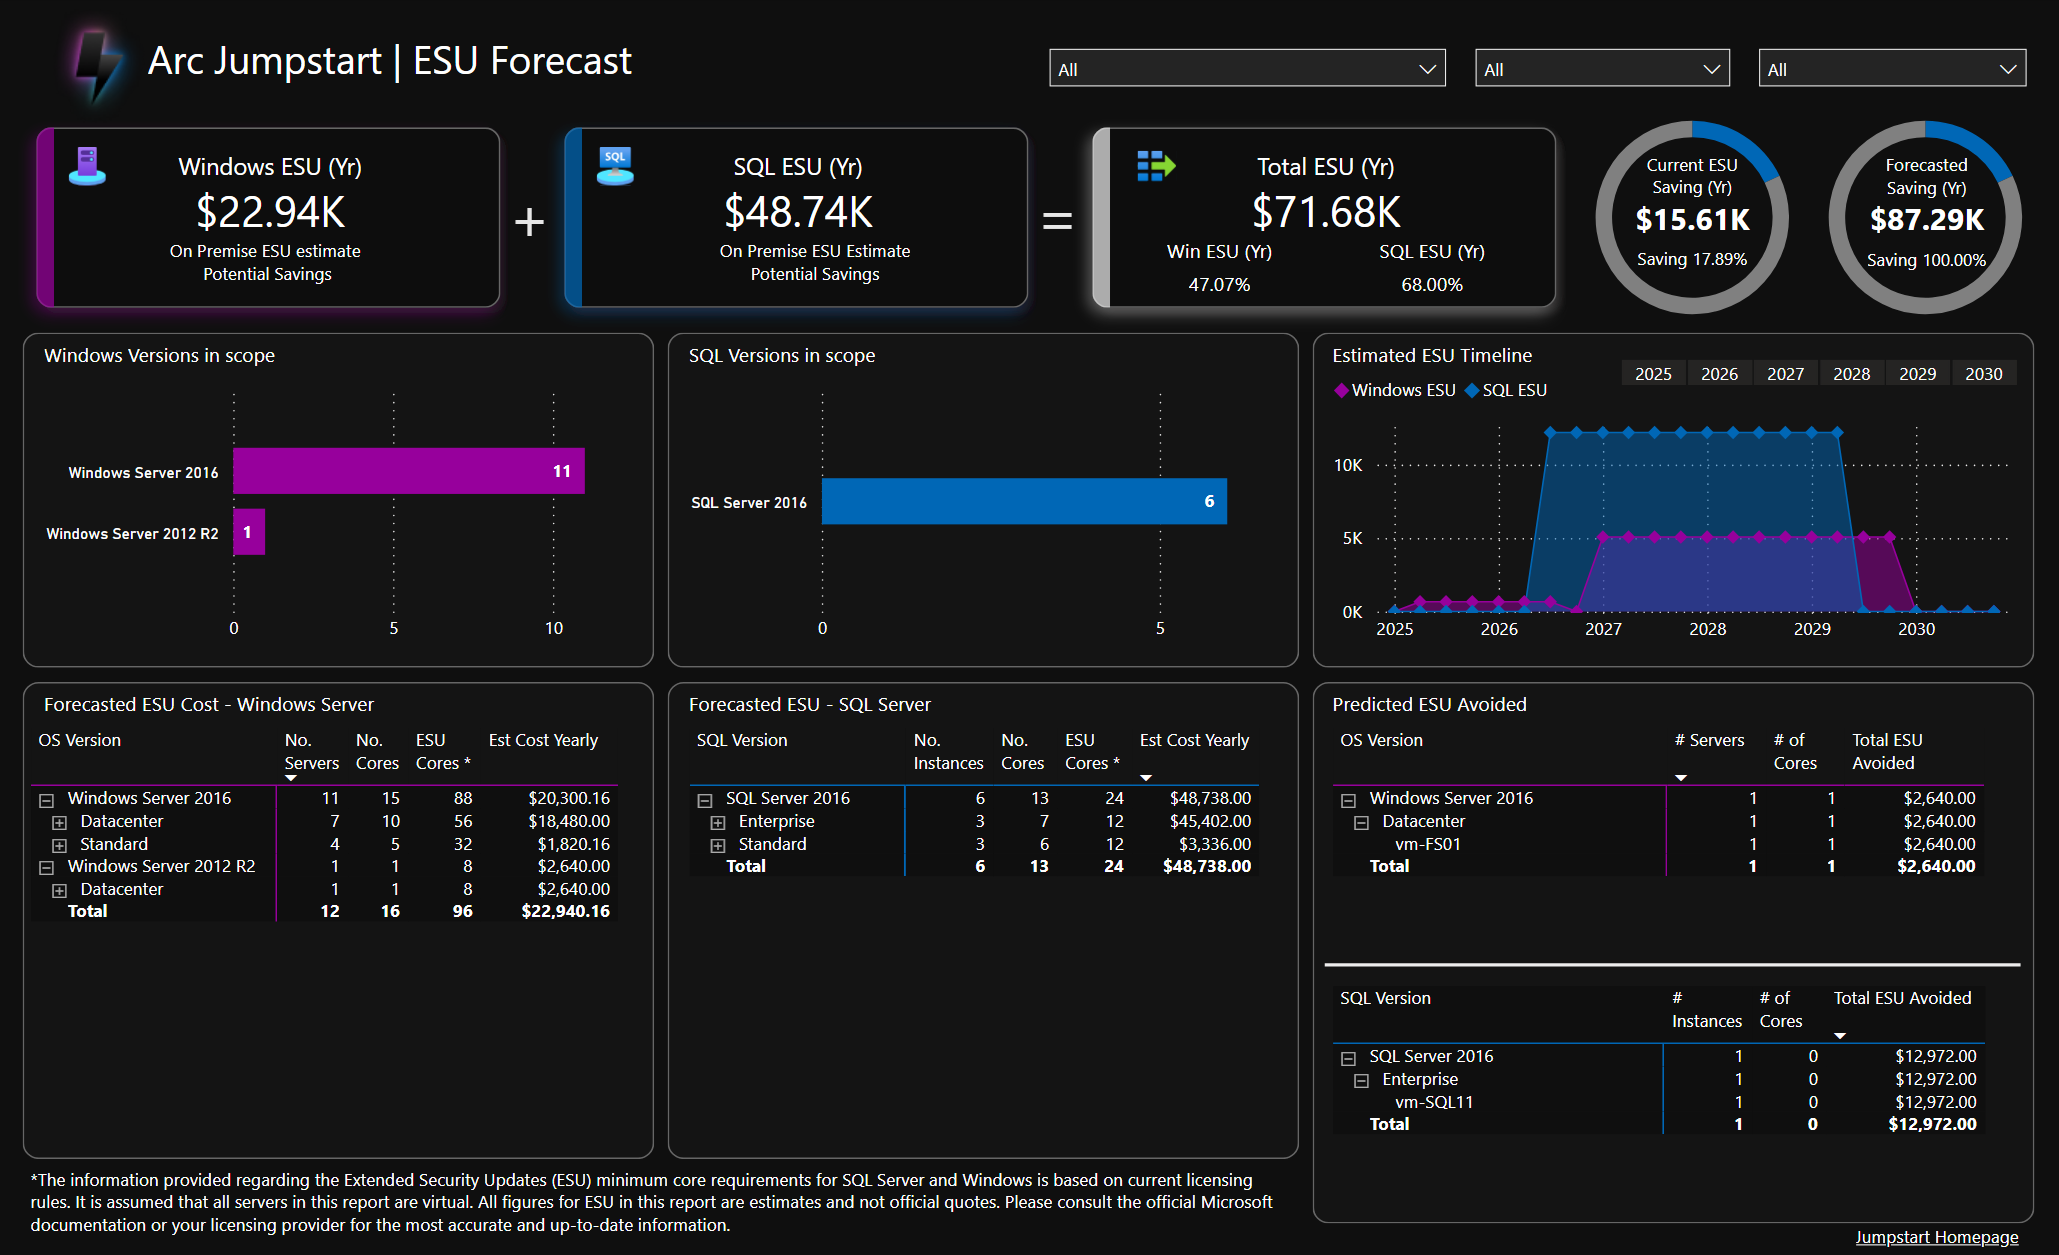 Arc Jumpstart | ESU Forecast
All
All
All
Windows ESU (Yr)
$22.94K
On Premise ESU estimate
Potential Savings
+
SQL
SQL ESU (Yr)
$48.74K
On Premise ESU Estimate
Potential Savings
=
Total ESU (Yr)
$71.68K
Win ESU (Yr) SQL ESU (Yr)
47.07% 68.00%
Current ESU
Saving (Yr)
$15.61K
Saving 17.89%
Forecasted
Saving (Yr)
$87.29K
Saving 100.00%
Windows Versions in scope
Windows Server 2016 11
Windows Server 2012 R2 1
0 5 10
SQL Versions in scope
SQL Server 2016 6
0 5
Estimated ESU Timeline
2025 2026 2027 2028 2029 2030
Windows ESU SQL ESU
10K
5K
0K
2025 2026 2027 2028 2029 2030
Forecasted ESU Cost - Windows Server
OS Version No. Servers No. Cores ESU Cores * Est Cost Yearly
Windows Server 2016 11 15 88 $20,300.16
Datacenter 7 10 56 $18,480.00
Standard 4 5 32 $1,820.16
Windows Server 2012 R2 1 1 8 $2,640.00
Datacenter 1 1 8 $2,640.00
Total 12 16 96 $22,940.16
Forecasted ESU - SQL Server
SQL Version No. Instances No. Cores ESU Cores * Est Cost Yearly
SQL Server 2016 6 13 24 $48,738.00
Enterprise 3 7 12 $45,402.00
Standard 3 6 12 $3,336.00
Total 6 13 24 $48,738.00
Predicted ESU Avoided
OS Version # Servers # of Cores Total ESU Avoided
Windows Server 2016 1 1 $2,640.00
Datacenter 1 1 $2,640.00
vm-FS01 1 1 $2,640.00
Total 1 1 $2,640.00
SQL Version # Instances # of Cores Total ESU Avoided
SQL Server 2016 1 0 $12,972.00
Enterprise 1 0 $12,972.00
vm-SQL11 1 0 $12,972.00
Total 1 0 $12,972.00
*The information provided regarding the Extended Security Updates (ESU) minimum core requirements for SQL Server and Windows is based on current licensing
rules. It is assumed that all servers in this report are virtual. All figures for ESU in this report are estimates and not official quotes. Please consult the official Microsoft
documentation or your licensing provider for the most accurate and up-to-date information.
Jumpstart Homepage